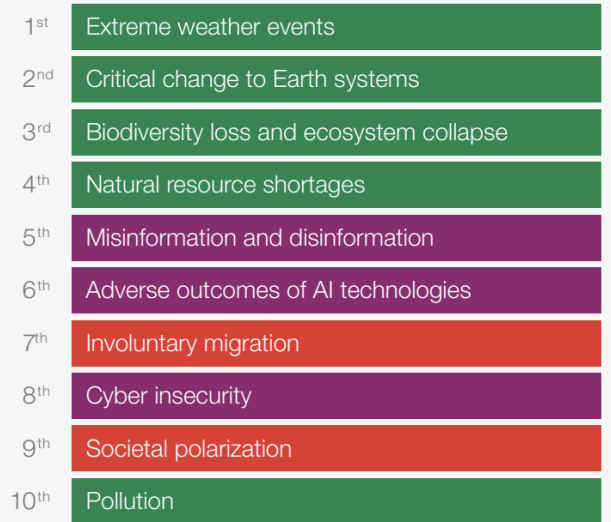 1st Extreme weather events
2nd Critical change to Earth systems
3rd Biodiversity loss and ecosystem collapse
4th Natural resource shortages
5th Misinformation and disinformation
6th Adverse outcomes of AI technologies
7th Involuntary migration
8th Cyber insecurity
9th Societal polarization
10th Pollution